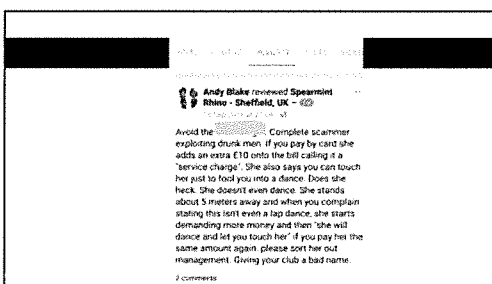 Andy Blake reviewed Spearmint
Rhino - Sheffield, UK –
Avoid the Complete scammer
exploiting drunk men. If you pay by card she
adds an extra £10 onto the bill calling it a
"service charge". She also says you can touch
her just to fool you into a dance. Does she
heck. She doesn't even dance. She stands
about 5 meters away and when you complain
stating this isn't even a lap dance, she starts
demanding more money and then "she will
dance and let you touch her" if you pay her the
same amount again. please sort her out
management. Giving your club a bad name.
2 comments